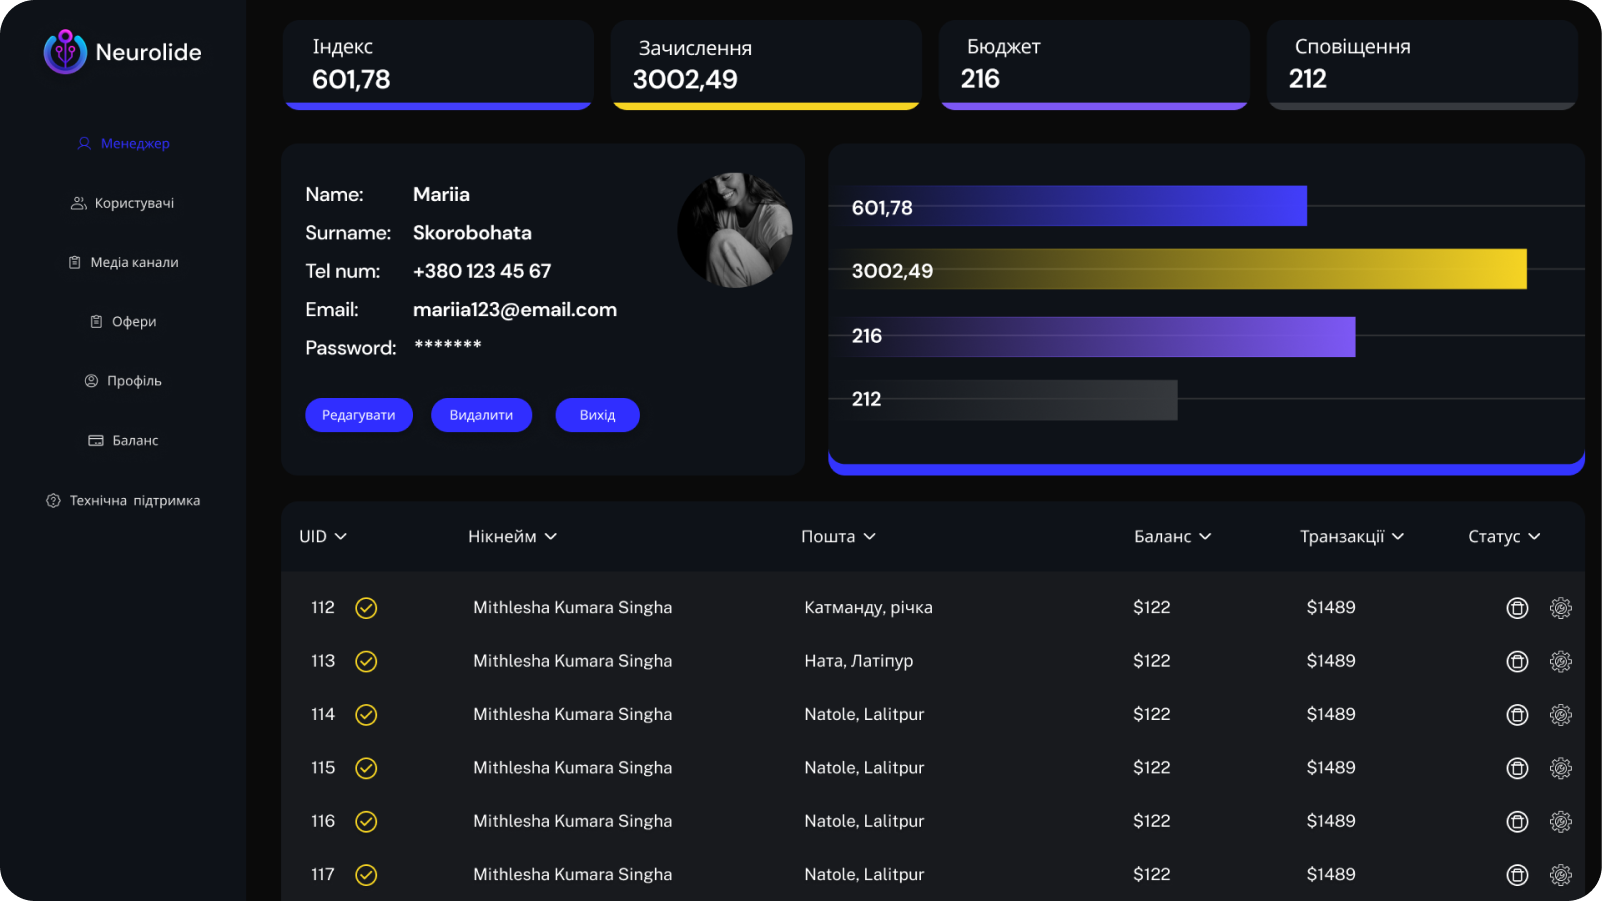 Neurolide
Менеджер
Користувачі
Медіа канали
Офери
Профіль
Баланс
Технічна підтримка
Індекс
601,78
Зачислення
3002,49
Бюджет
216
Сповіщення
212
Name: Mariia
Surname: Skorobohata
Tel num: +380 123 45 67
Email: mariia123@email.com
Password: *******
Редагувати Видалити Вихід
601,78
3002,49
216
212
UID Нікнейм Пошта Баланс Транзакції Статус
112 Mithlesha Kumara Singha Катманду, річка $122 $1489
113 Mithlesha Kumara Singha Ната, Латіпур $122 $1489
114 Mithlesha Kumara Singha Natole, Lalitpur $122 $1489
115 Mithlesha Kumara Singha Natole, Lalitpur $122 $1489
116 Mithlesha Kumara Singha Natole, Lalitpur $122 $1489
117 Mithlesha Kumara Singha Natole, Lalitpur $122 $1489